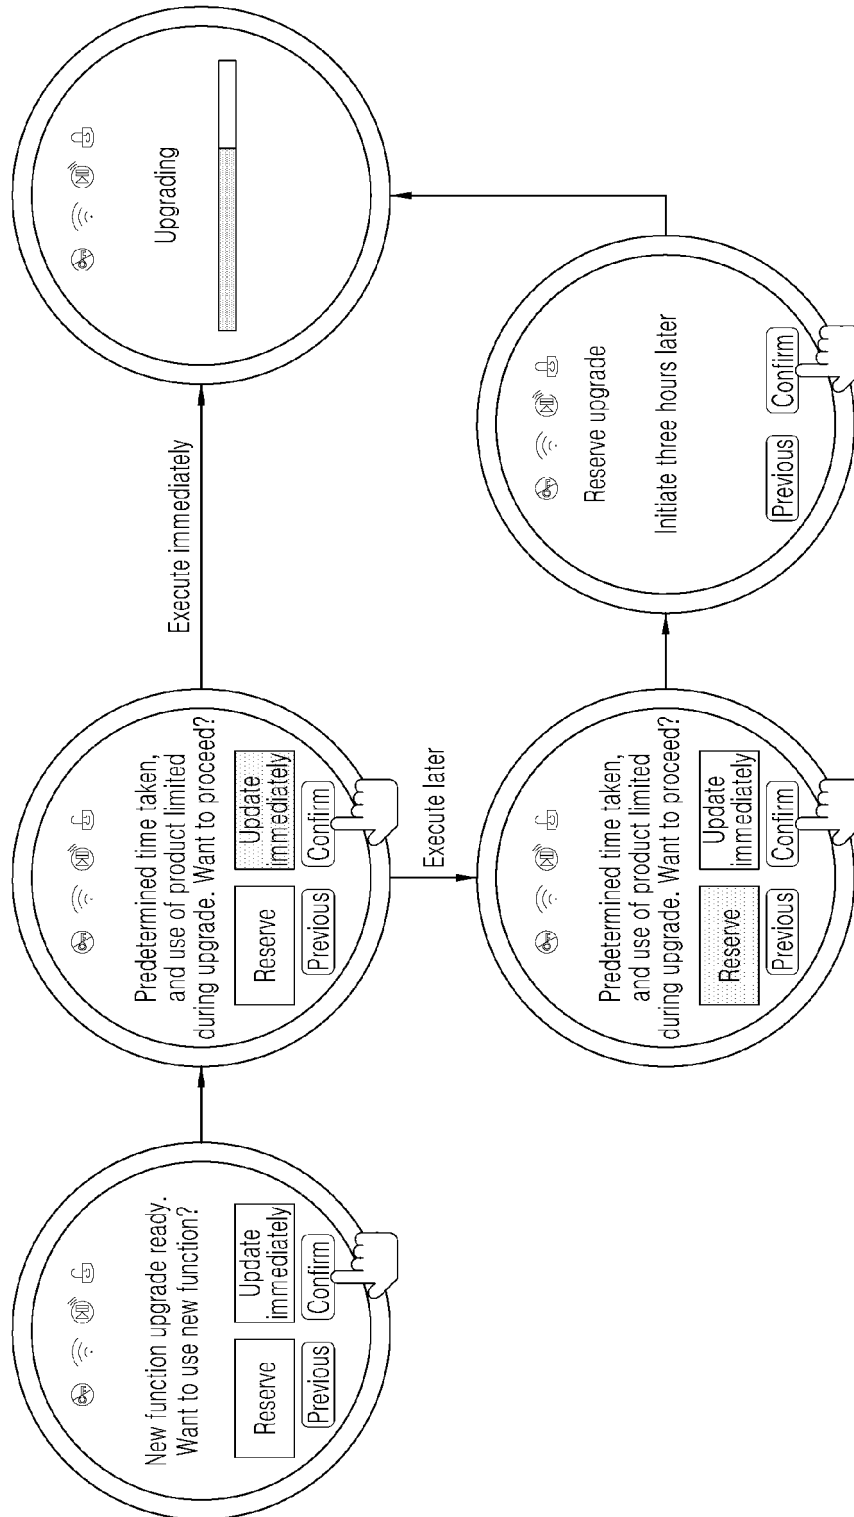 New function upgrade ready.
Want to use new function?
Reserve
Update
immediately
Previous
Confirm
Predetermined time taken,
and use of product limited
during upgrade. Want to proceed?
Reserve
Update
immediately
Previous
Confirm
Execute immediately
Upgrading
Execute later
Predetermined time taken,
and use of product limited
during upgrade. Want to proceed?
Reserve
Update
immediately
Previous
Confirm
Reserve upgrade
Initiate three hours later
Previous
Confirm